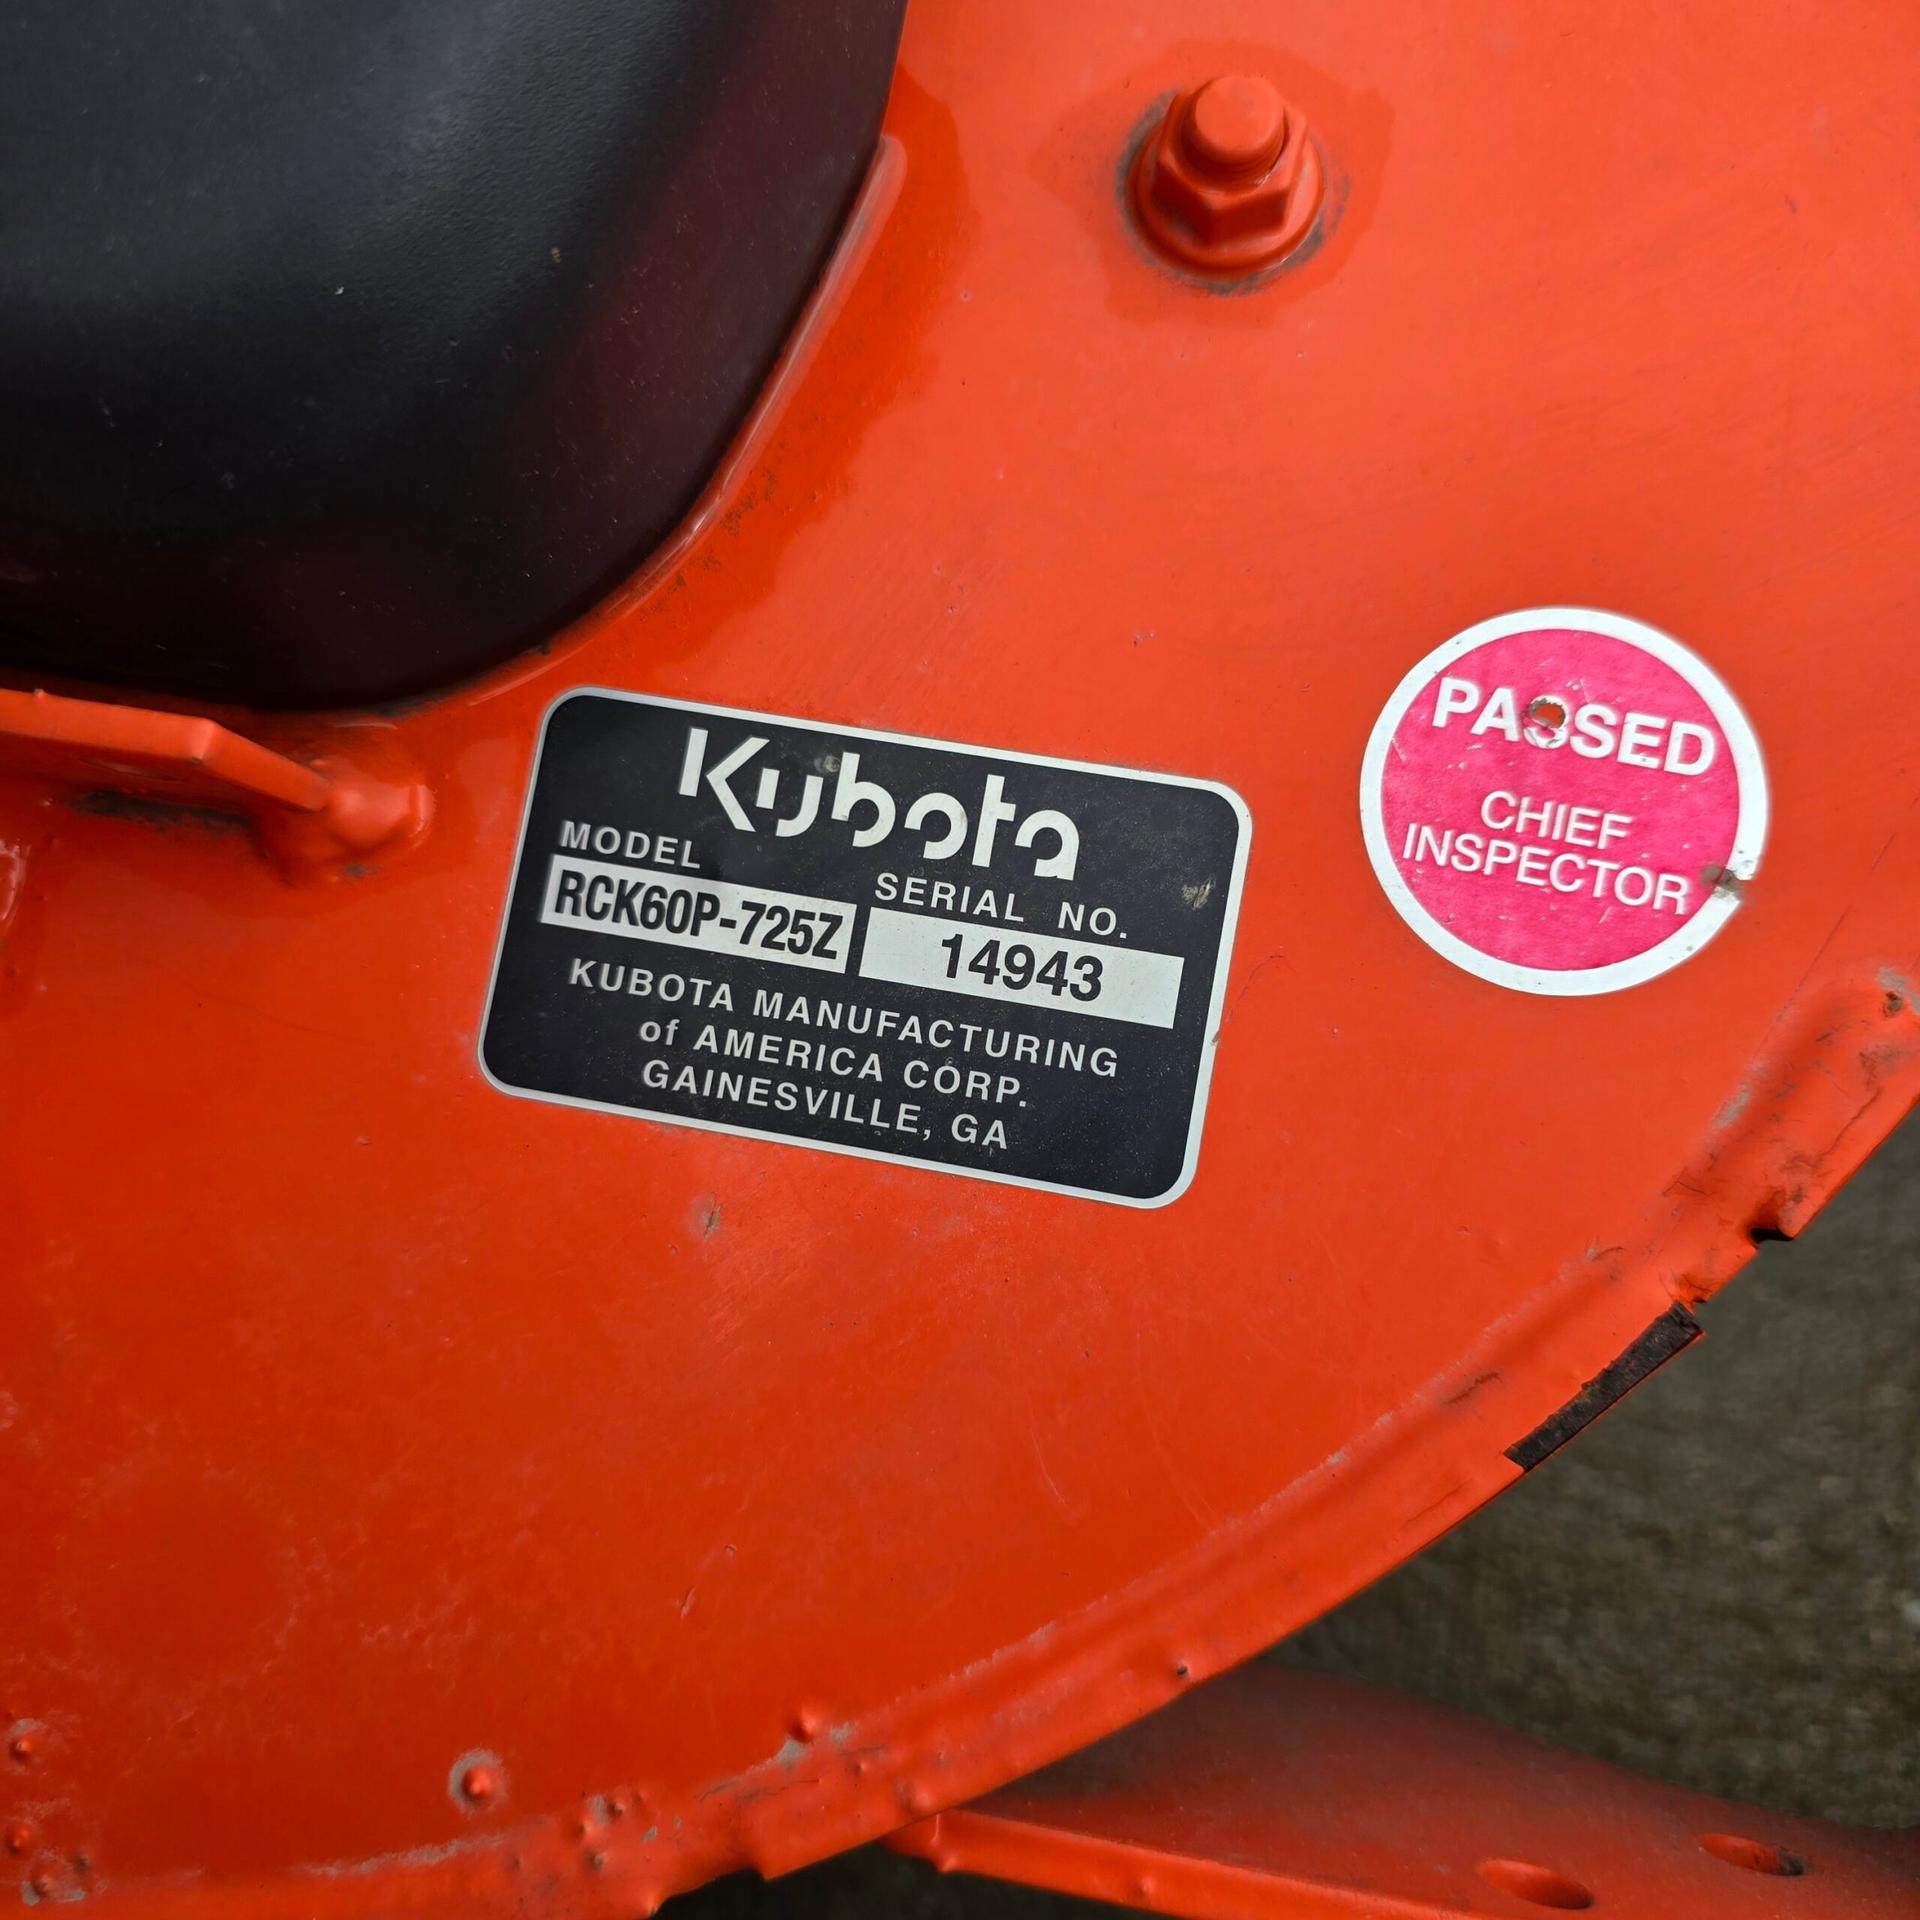 Kubota
MODEL
SERIAL NO.
RCK60P-725Z
14943
KUBOTA MANUFACTURING
of AMERICA CORP.
GAINESVILLE, GA
PASSED
CHIEF
INSPECTOR